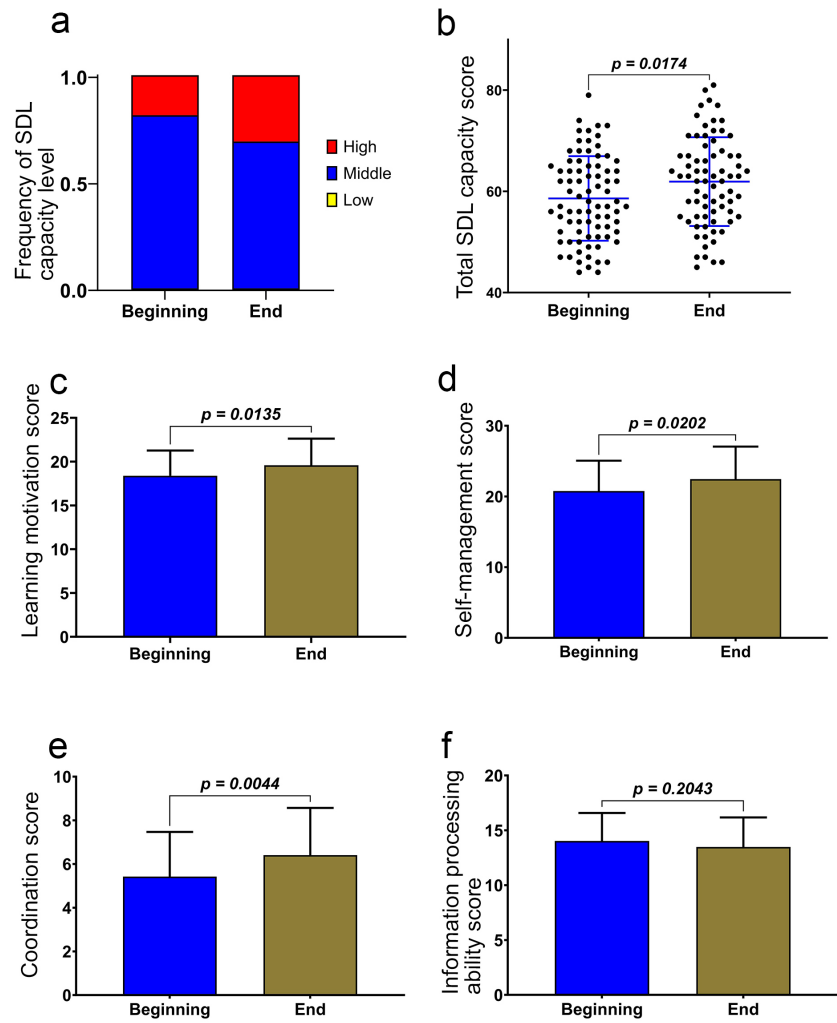 a
Frequency of SDL
capacity level
1.0
0.5
0.0
Beginning
End
High
Middle
Low
b
Total SDL capacity score
p = 0.0174
80
60
40
Beginning
End
c
Learning motivation score
p = 0.0135
25
20
15
10
5
0
Beginning
End
d
Self-management score
p = 0.0202
30
20
10
0
Beginning
End
e
Coordination score
p = 0.0044
10
8
6
4
2
0
Beginning
End
f
Information processing
ability score
p = 0.2043
20
15
10
5
0
Beginning
End